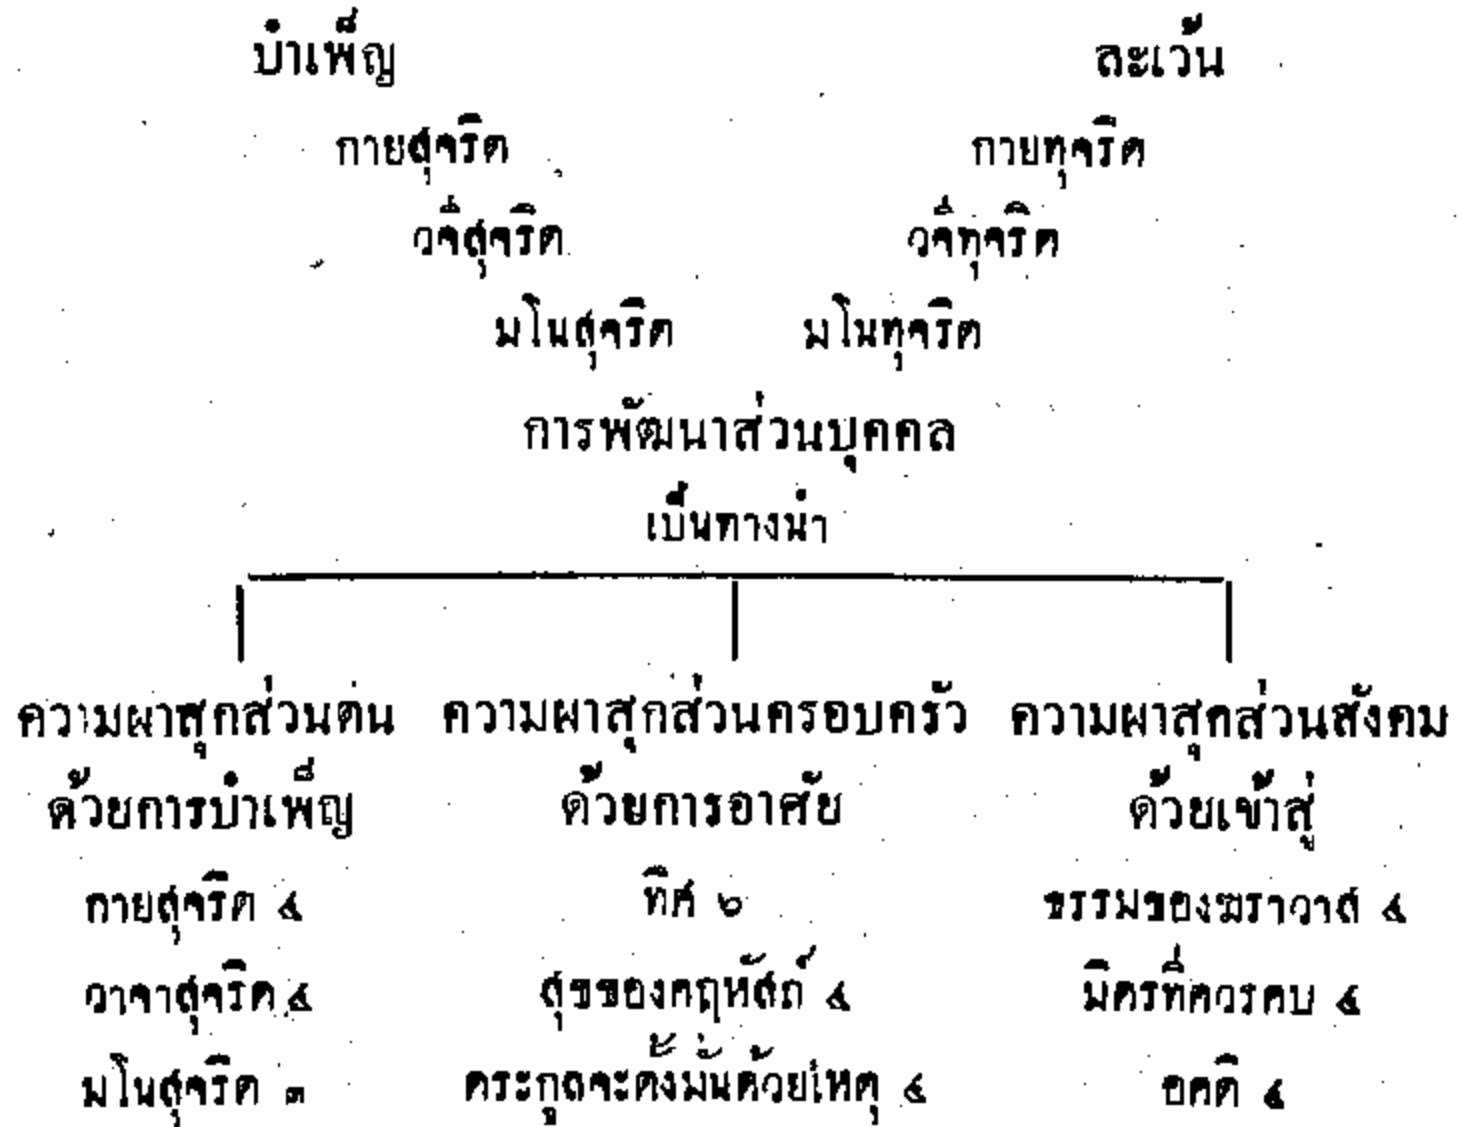 บำเพ็ญ ละเว้น
กายสุจริต กายทุจริต
วจีสุจริต วจีทุจริต
มโนสุจริต มโนทุจริต
การพัฒนาส่วนบุคคล
เป็นทางนำ
ความผาสุกส่วนตน ความผาสุกส่วนครอบครัว ความผาสุกส่วนสังคม
ด้วยการบำเพ็ญ ด้วยการอาศัย ด้วยเข้าสู่
กายสุจริต ๔ ทิศ ๖ ธรรมของฆราวาส ๔
วาจาสุจริต ๔ สุขของคฤหัสถ์ ๔ มิตรที่ควรคบ ๔
มโนสุจริต ๓ ตระกูลจะตั้งมั่นด้วยเหตุ ๔ อคติ ๔